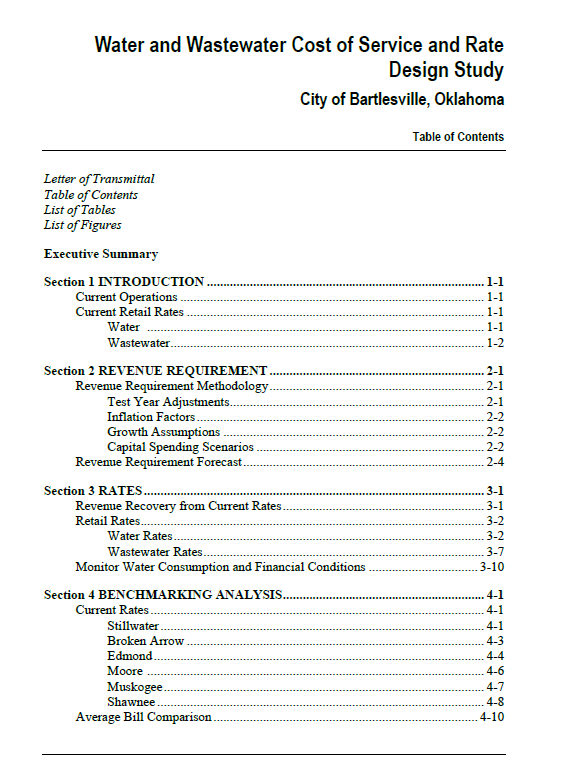 Water and Wastewater Cost of Service and Rate
Design Study
City of Bartlesville, Oklahoma
Table of Contents
Letter of Transmittal
Table of Contents
List of Tables
List of Figures
Executive Summary
Section 1 INTRODUCTION ........ 1-1
Current Operations ........ 1-1
Current Retail Rates ........ 1-1
Water ........ 1-1
Wastewater ........ 1-2
Section 2 REVENUE REQUIREMENT ........ 2-1
Revenue Requirement Methodology ........ 2-1
Test Year Adjustments ........ 2-1
Inflation Factors ........ 2-2
Growth Assumptions ........ 2-2
Capital Spending Scenarios ........ 2-2
Revenue Requirement Forecast ........ 2-4
Section 3 RATES ........ 3-1
Revenue Recovery from Current Rates ........ 3-1
Retail Rates ........ 3-2
Water Rates ........ 3-2
Wastewater Rates ........ 3-7
Monitor Water Consumption and Financial Conditions ........ 3-10
Section 4 BENCHMARKING ANALYSIS ........ 4-1
Current Rates ........ 4-1
Stillwater ........ 4-1
Broken Arrow ........ 4-3
Edmond ........ 4-4
Moore ........ 4-6
Muskogee ........ 4-7
Shawnee ........ 4-8
Average Bill Comparison ........ 4-10